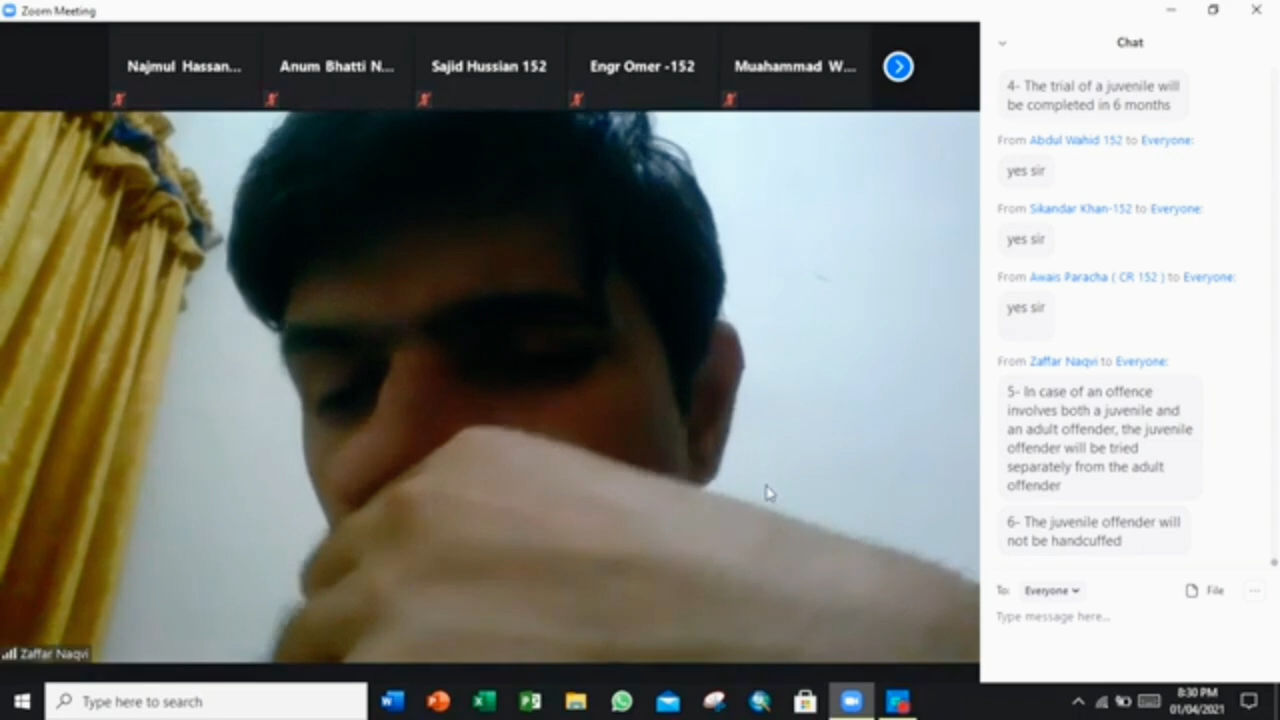 Zoom Meeting
Najmul Hassan...
Anum Bhatti N...
Sajid Hussian 152
Engr Omer -152
Muahammad W...
Chat
4- The trial of a juvenile will
be completed in 6 months
From Abdul Wahid 152 to Everyone:
yes sir
From Sikandar Khan-152 to Everyone:
yes sir
From Awais Paracha ( CR 152 ) to Everyone:
yes sir
From Zaffar Naqvi to Everyone:
5- In case of an offence
involves both a juvenile and
an adult offender, the juvenile
offender will be tried
separately from the adult
offender
6- The juvenile offender will
not be handcuffed
To: Everyone
File
Type message here...
Zaffar Naqvi
Type here to search
8:30 PM
01/04/2021